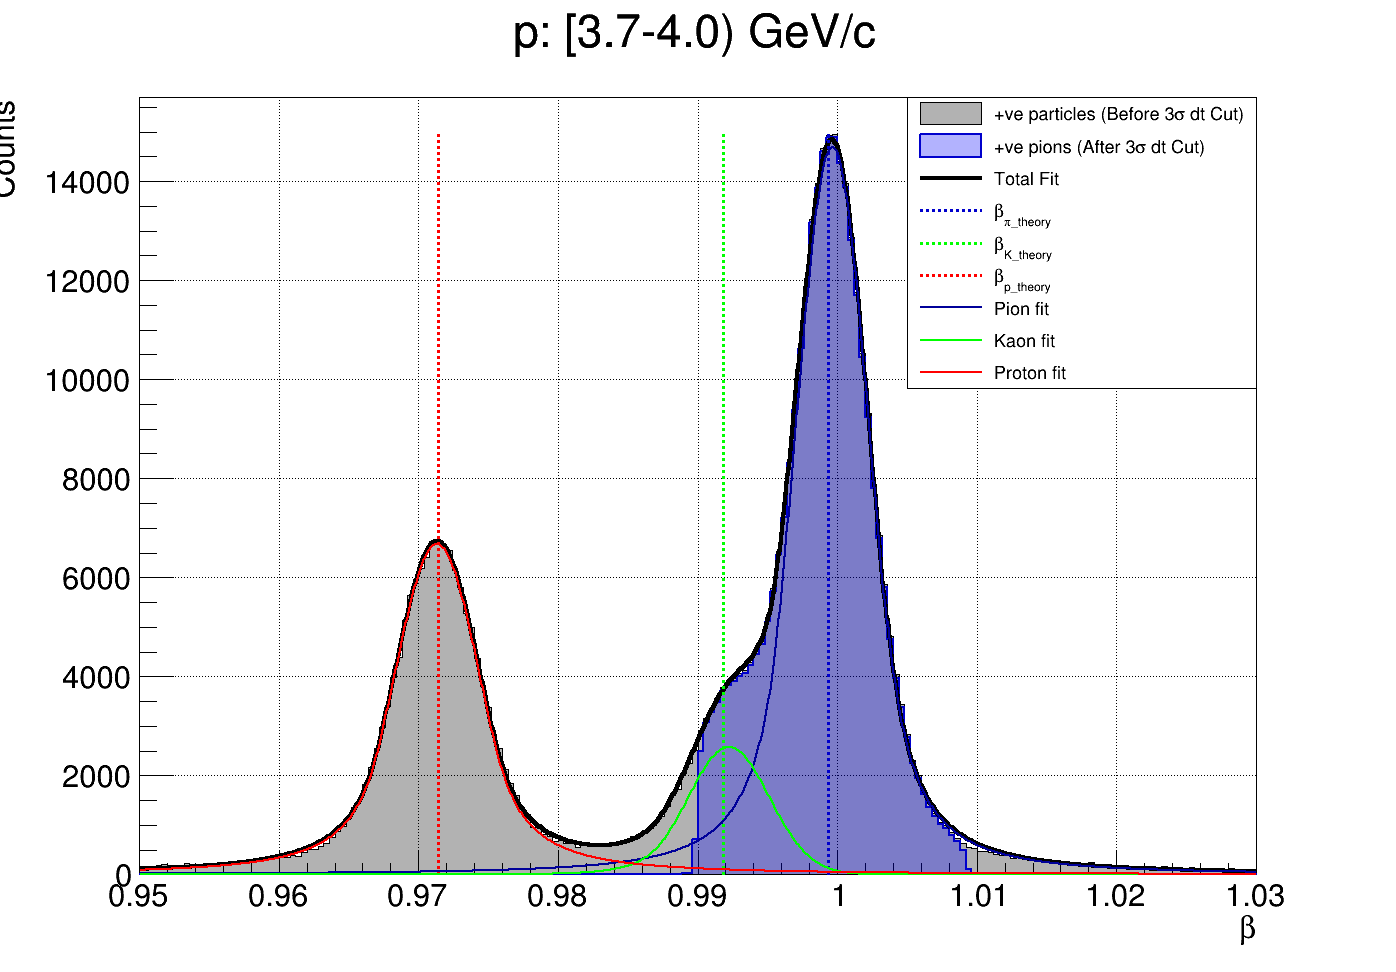 p: [3.7-4.0) GeV/c
Counts
14000
12000
10000
8000
6000
4000
2000
0
0.95 0.96 0.97 0.98 0.99 1 1.01 1.02 1.03
β
+ve particles (Before 3σ dt Cut)
+ve pions (After 3σ dt Cut)
Total Fit
βπ_theory
βK_theory
βp_theory
Pion fit
Kaon fit
Proton fit